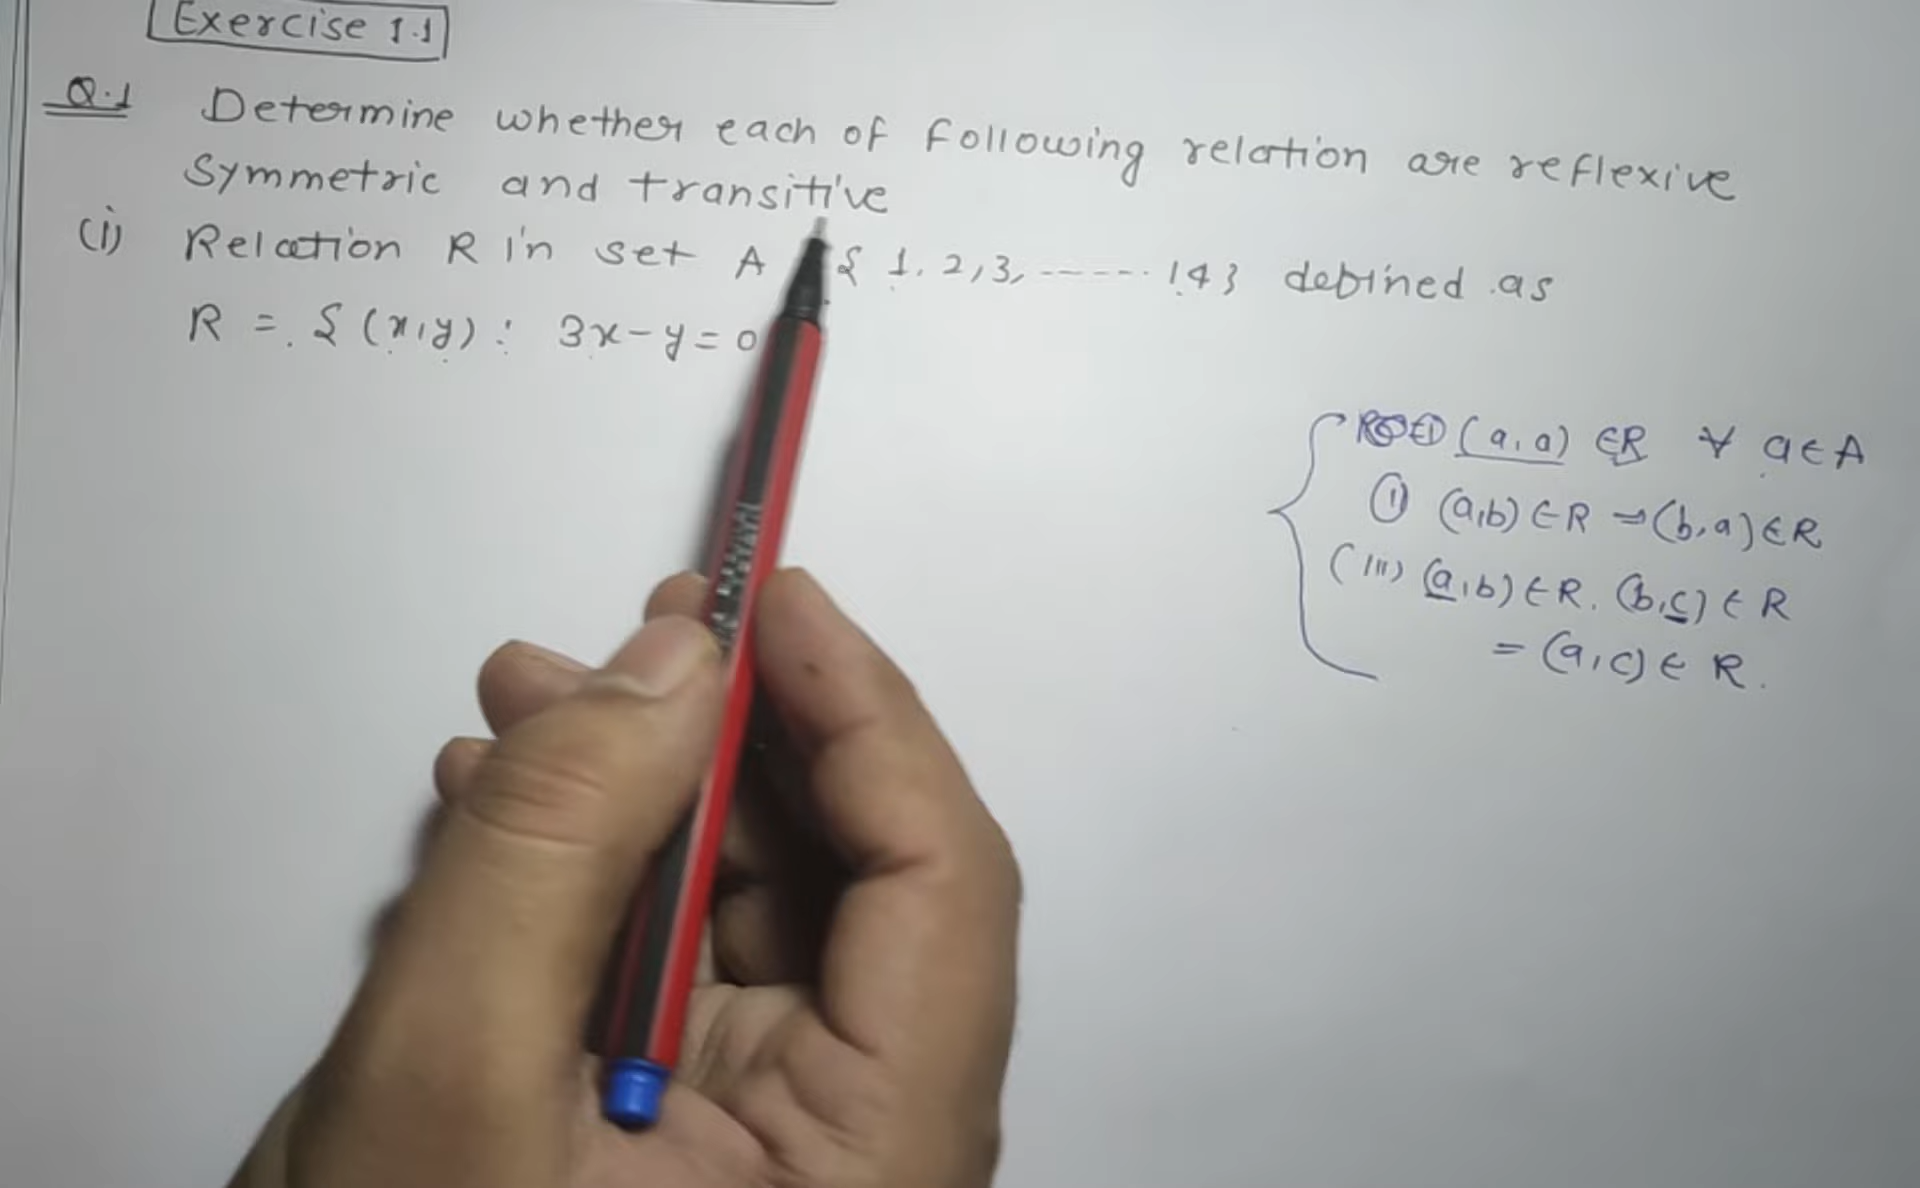 Exercise 1.1
Q.1 Determine whether each of following relation are reflexive
Symmetric and transitive
(i) Relation R in set A { 1, 2, 3, ------ 14} defined as
R = { (x,y) : 3x-y=0
(a,a) ∈R ∀ a∈A
① (a,b) ∈R → (b,a) ∈R
(iii) (a,b) ∈ R. (b,c) ∈ R
= (a,c) ∈ R.